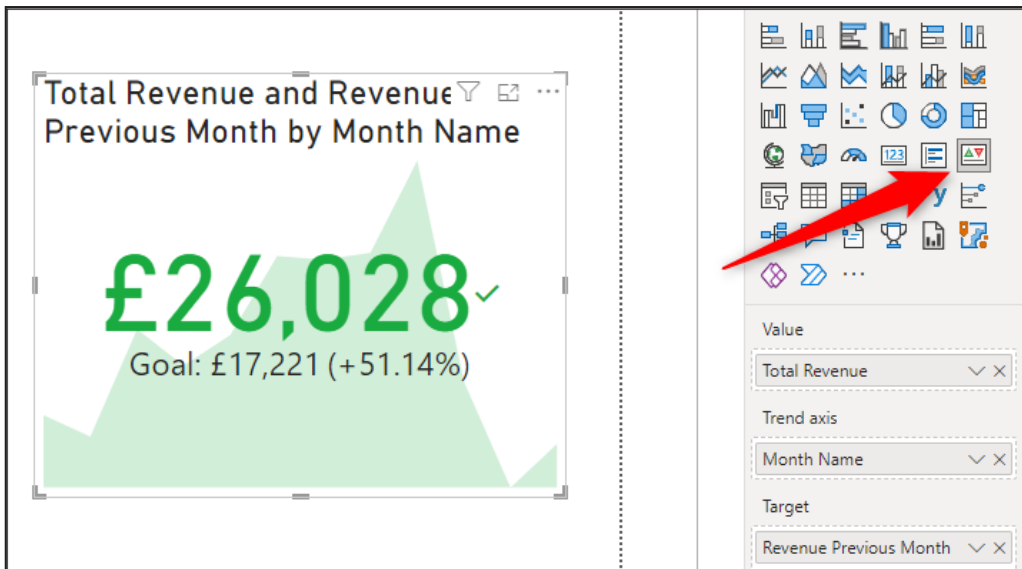 Total Revenue and Revenue
Previous Month by Month Name
£26,028
Goal: £17,221 (+51.14%)
123
Value
Total Revenue
Trend axis
Month Name
Target
Revenue Previous Month